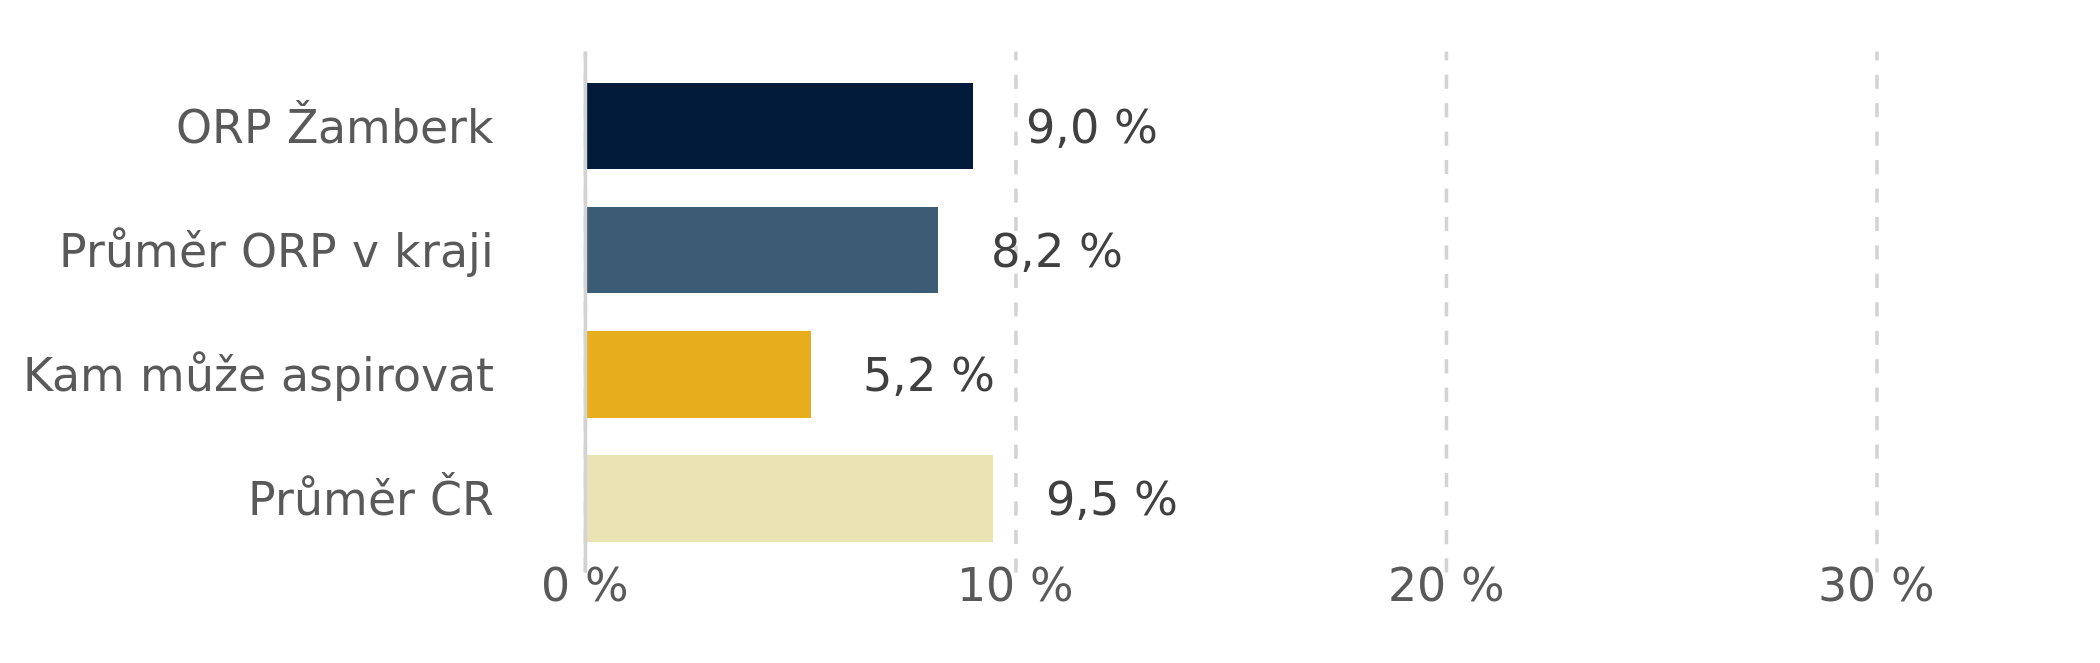 ORP Žamberk 9,0 %
Průměr ORP v kraji 8,2 %
Kam může aspirovat 5,2 %
Průměr ČR 9,5 %
0 % 10 % 20 % 30 %